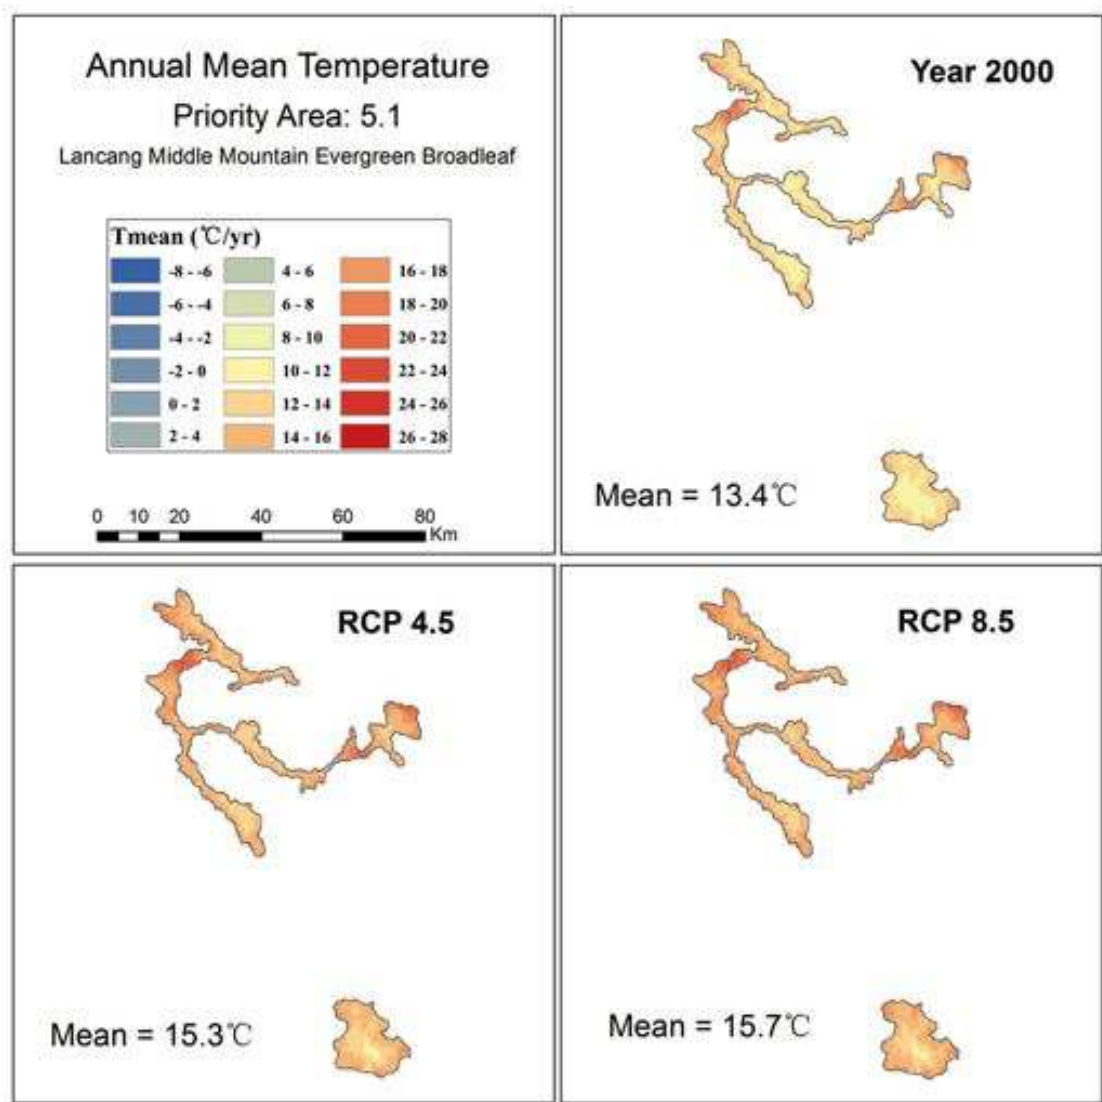 Annual Mean Temperature
Priority Area: 5.1
Lancang Middle Mountain Evergreen Broadleaf
Tmean (℃/yr)
-8 - -6
-6 - -4
-4 - -2
-2 - 0
0 - 2
2 - 4
4 - 6
6 - 8
8 - 10
10 - 12
12 - 14
14 - 16
16 - 18
18 - 20
20 - 22
22 - 24
24 - 26
26 - 28
0 10 20 40 60 80
Km
Year 2000
Mean = 13.4℃
RCP 4.5
Mean = 15.3℃
RCP 8.5
Mean = 15.7℃